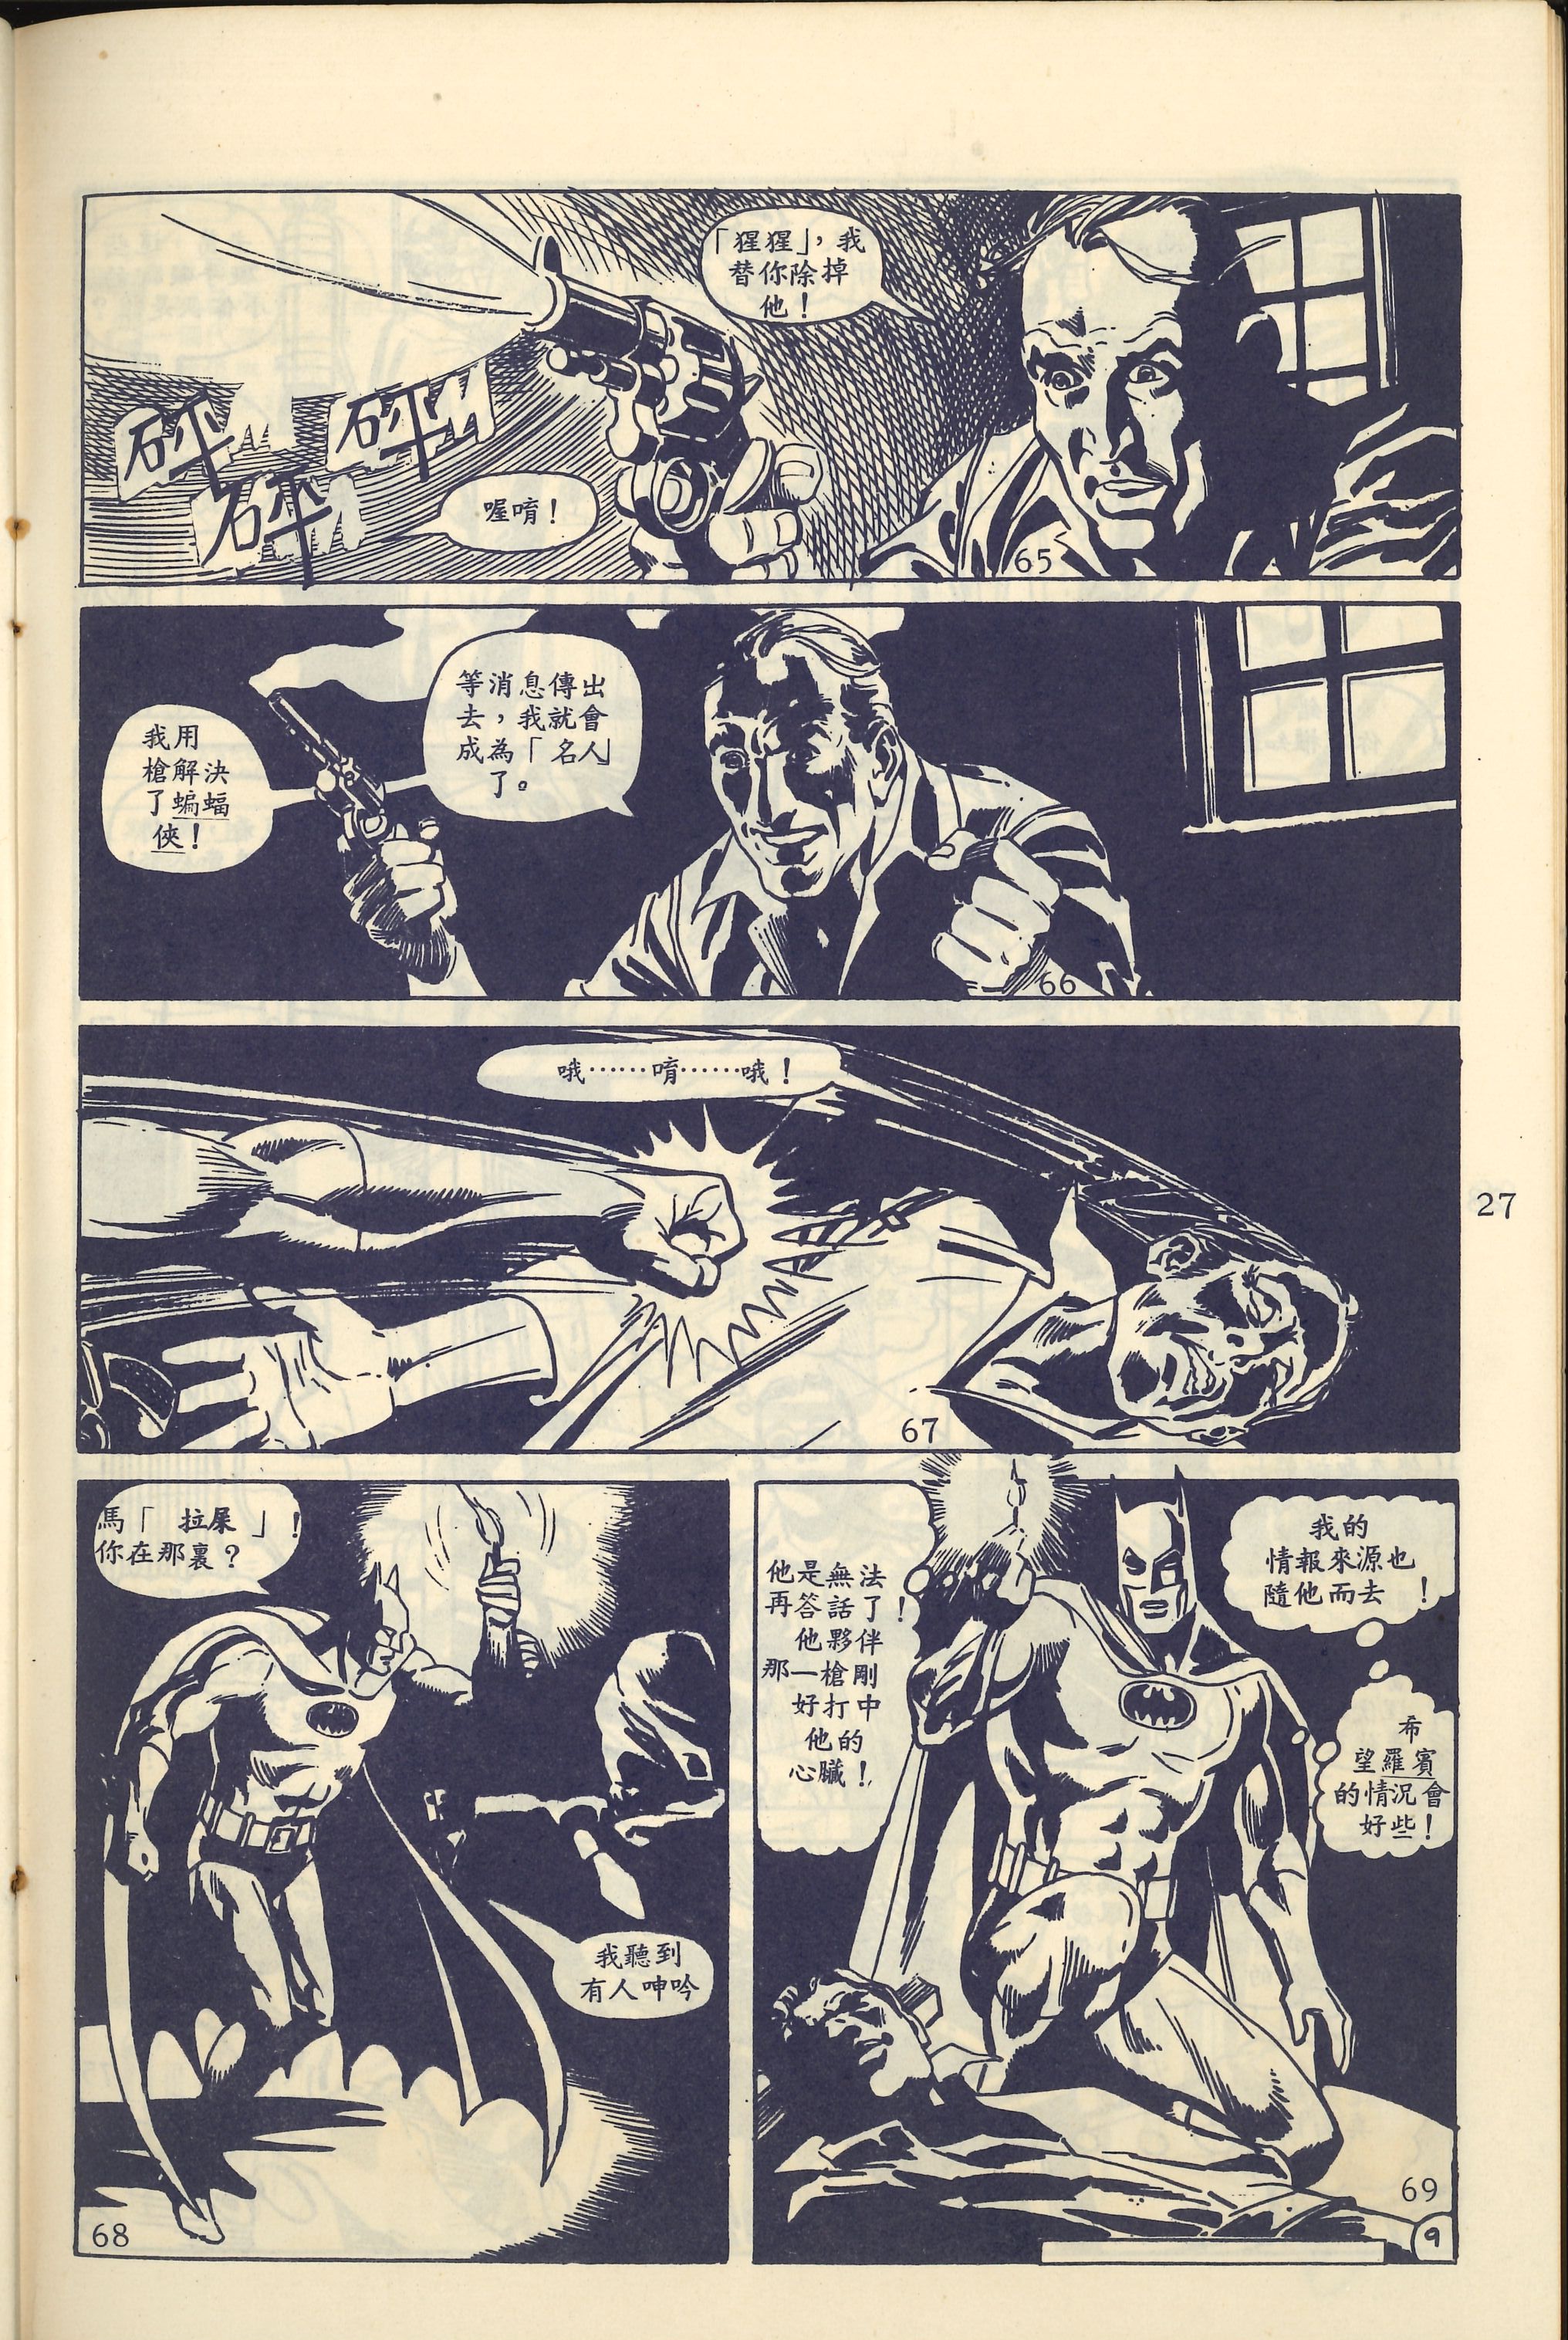 「猩猩」，我
替你除掉
他！
砰
砰
砰
喔唷！
65
我用
槍解決
了蝙蝠
俠！
等消息傳出
去，我就會
成為「名人」
了。
66
哦⋯⋯唷⋯⋯哦！
67
27
馬「拉屎」！
你在那裏？
我聽到
有人呻吟
68
他是無法
再答話了！
他夥伴
那一槍剛
好打中
他的
心臟！
我的
情報來源也
隨他而去！
希
望羅賓
的情況會
好些！
69
9